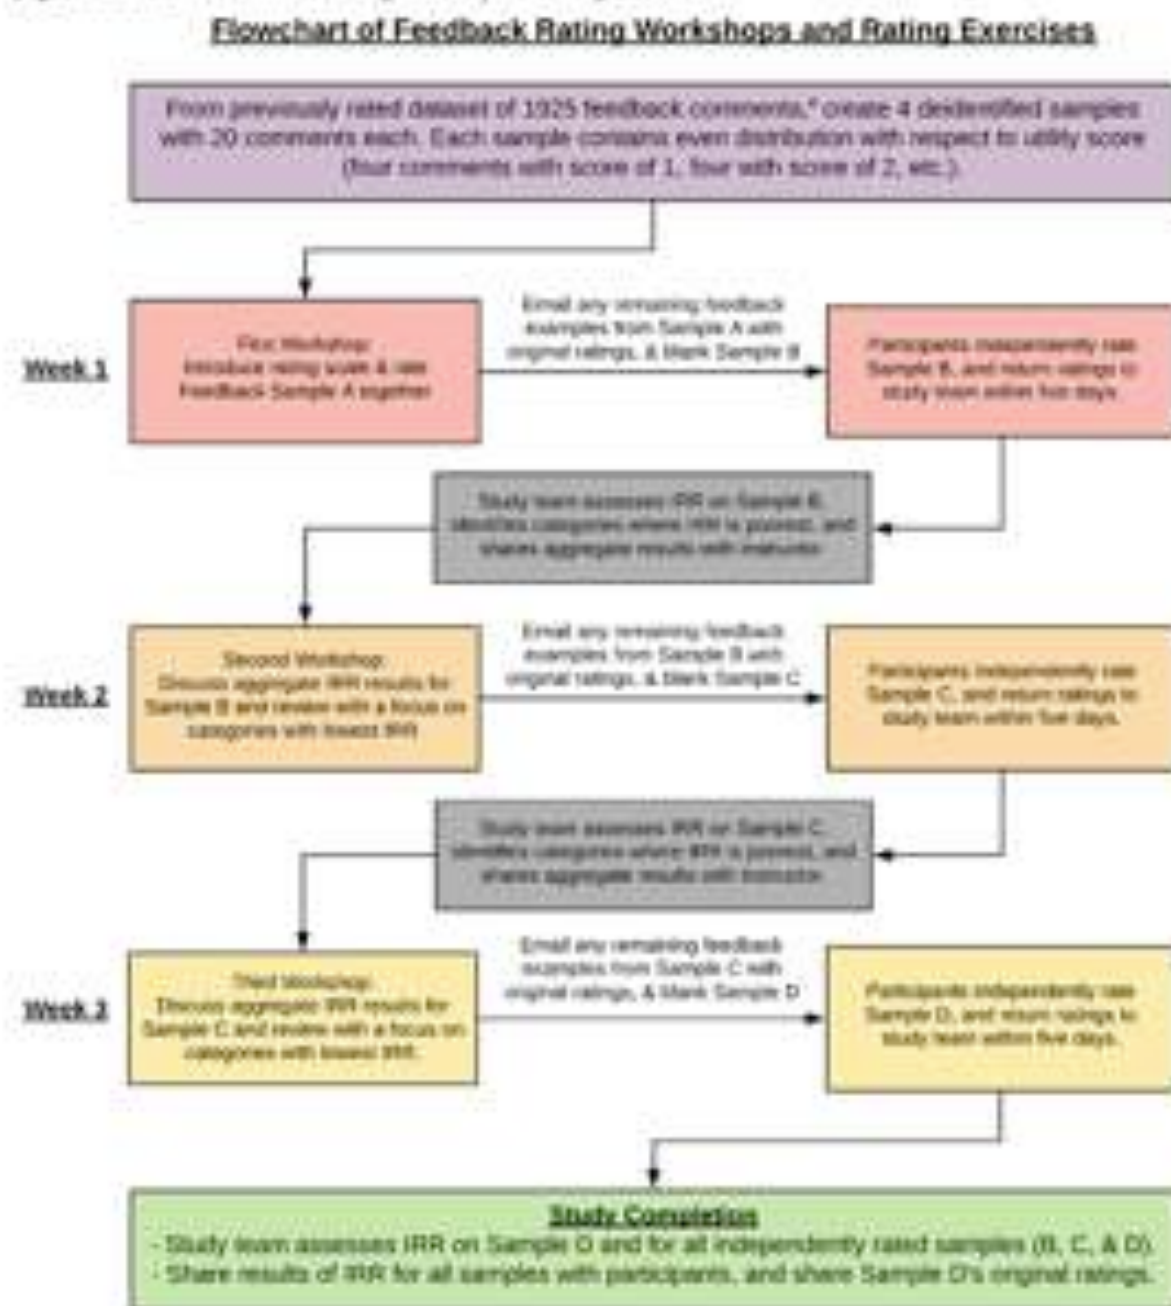 Flowchart of Feedback Rating Workshops and Rating Exercises
From previously rated dataset of 1925 feedback comments,* create 4 deidentified samples
with 20 comments each. Each sample contains even distribution with respect to utility score
(four comments with score of 1, four with score of 2, etc.).
Week 1
First Workshop:
Introduce rating scale & rate
Feedback Sample A together
Email any remaining feedback
examples from Sample A with
original ratings, & blank Sample B
Participants independently rate
Sample B, and return ratings to
study team within five days.
Study team assesses IRR on Sample B,
identifies categories where IRR is poorest, and
shares aggregate results with instructor
Week 2
Second Workshop:
Discuss aggregate IRR results for
Sample B and review with a focus on
categories with lowest IRR
Email any remaining feedback
examples from Sample B with
original ratings, & blank Sample C
Participants independently rate
Sample C, and return ratings to
study team within five days.
Study team assesses IRR on Sample C,
identifies categories where IRR is poorest, and
shares aggregate results with instructor
Week 3
Third Workshop:
Discuss aggregate IRR results for
Sample C and review with a focus on
categories with lowest IRR.
Email any remaining feedback
examples from Sample C with
original ratings, & blank Sample D
Participants independently rate
Sample D, and return ratings to
study team within five days.
Study Completion
- Study team assesses IRR on Sample D and for all independently rated samples (B, C, & D).
- Share results of IRR for all samples with participants, and share Sample D's original ratings.